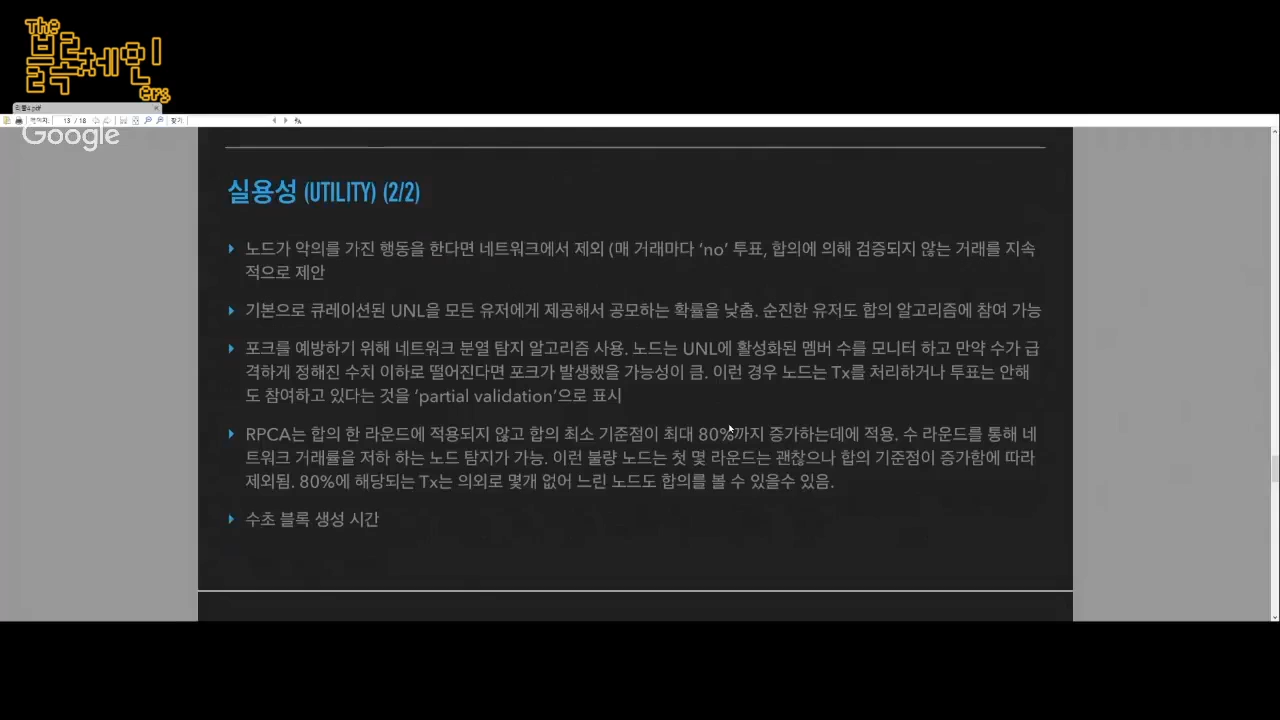 The
블록체인
ers
리플4.pdf
13 / 18
찾기:
Google
실용성 (UTILITY) (2/2)
노드가 악의를 가진 행동을 한다면 네트워크에서 제외 (매 거래마다 ‘no’ 투표, 합의에 의해 검증되지 않는 거래를 지속
적으로 제안
기본으로 큐레이션된 UNL을 모든 유저에게 제공해서 공모하는 확률을 낮춤. 순진한 유저도 합의 알고리즘에 참여 가능
포크를 예방하기 위해 네트워크 분열 탐지 알고리즘 사용. 노드는 UNL에 활성화된 멤버 수를 모니터 하고 만약 수가 급
격하게 정해진 수치 이하로 떨어진다면 포크가 발생했을 가능성이 큼. 이런 경우 노드는 Tx를 처리하거나 투표는 안해
도 참여하고 있다는 것을 ‘partial validation’으로 표시
RPCA는 합의 한 라운드에 적용되지 않고 합의 최소 기준점이 최대 80%까지 증가하는데에 적용. 수 라운드를 통해 네
트워크 거래률을 저하 하는 노드 탐지가 가능. 이런 불량 노드는 첫 몇 라운드는 괜찮으나 합의 기준점이 증가함에 따라
제외됨. 80%에 해당되는 Tx는 의외로 몇개 없어 느린 노드도 합의를 볼 수 있을수 있음.
수초 블록 생성 시간